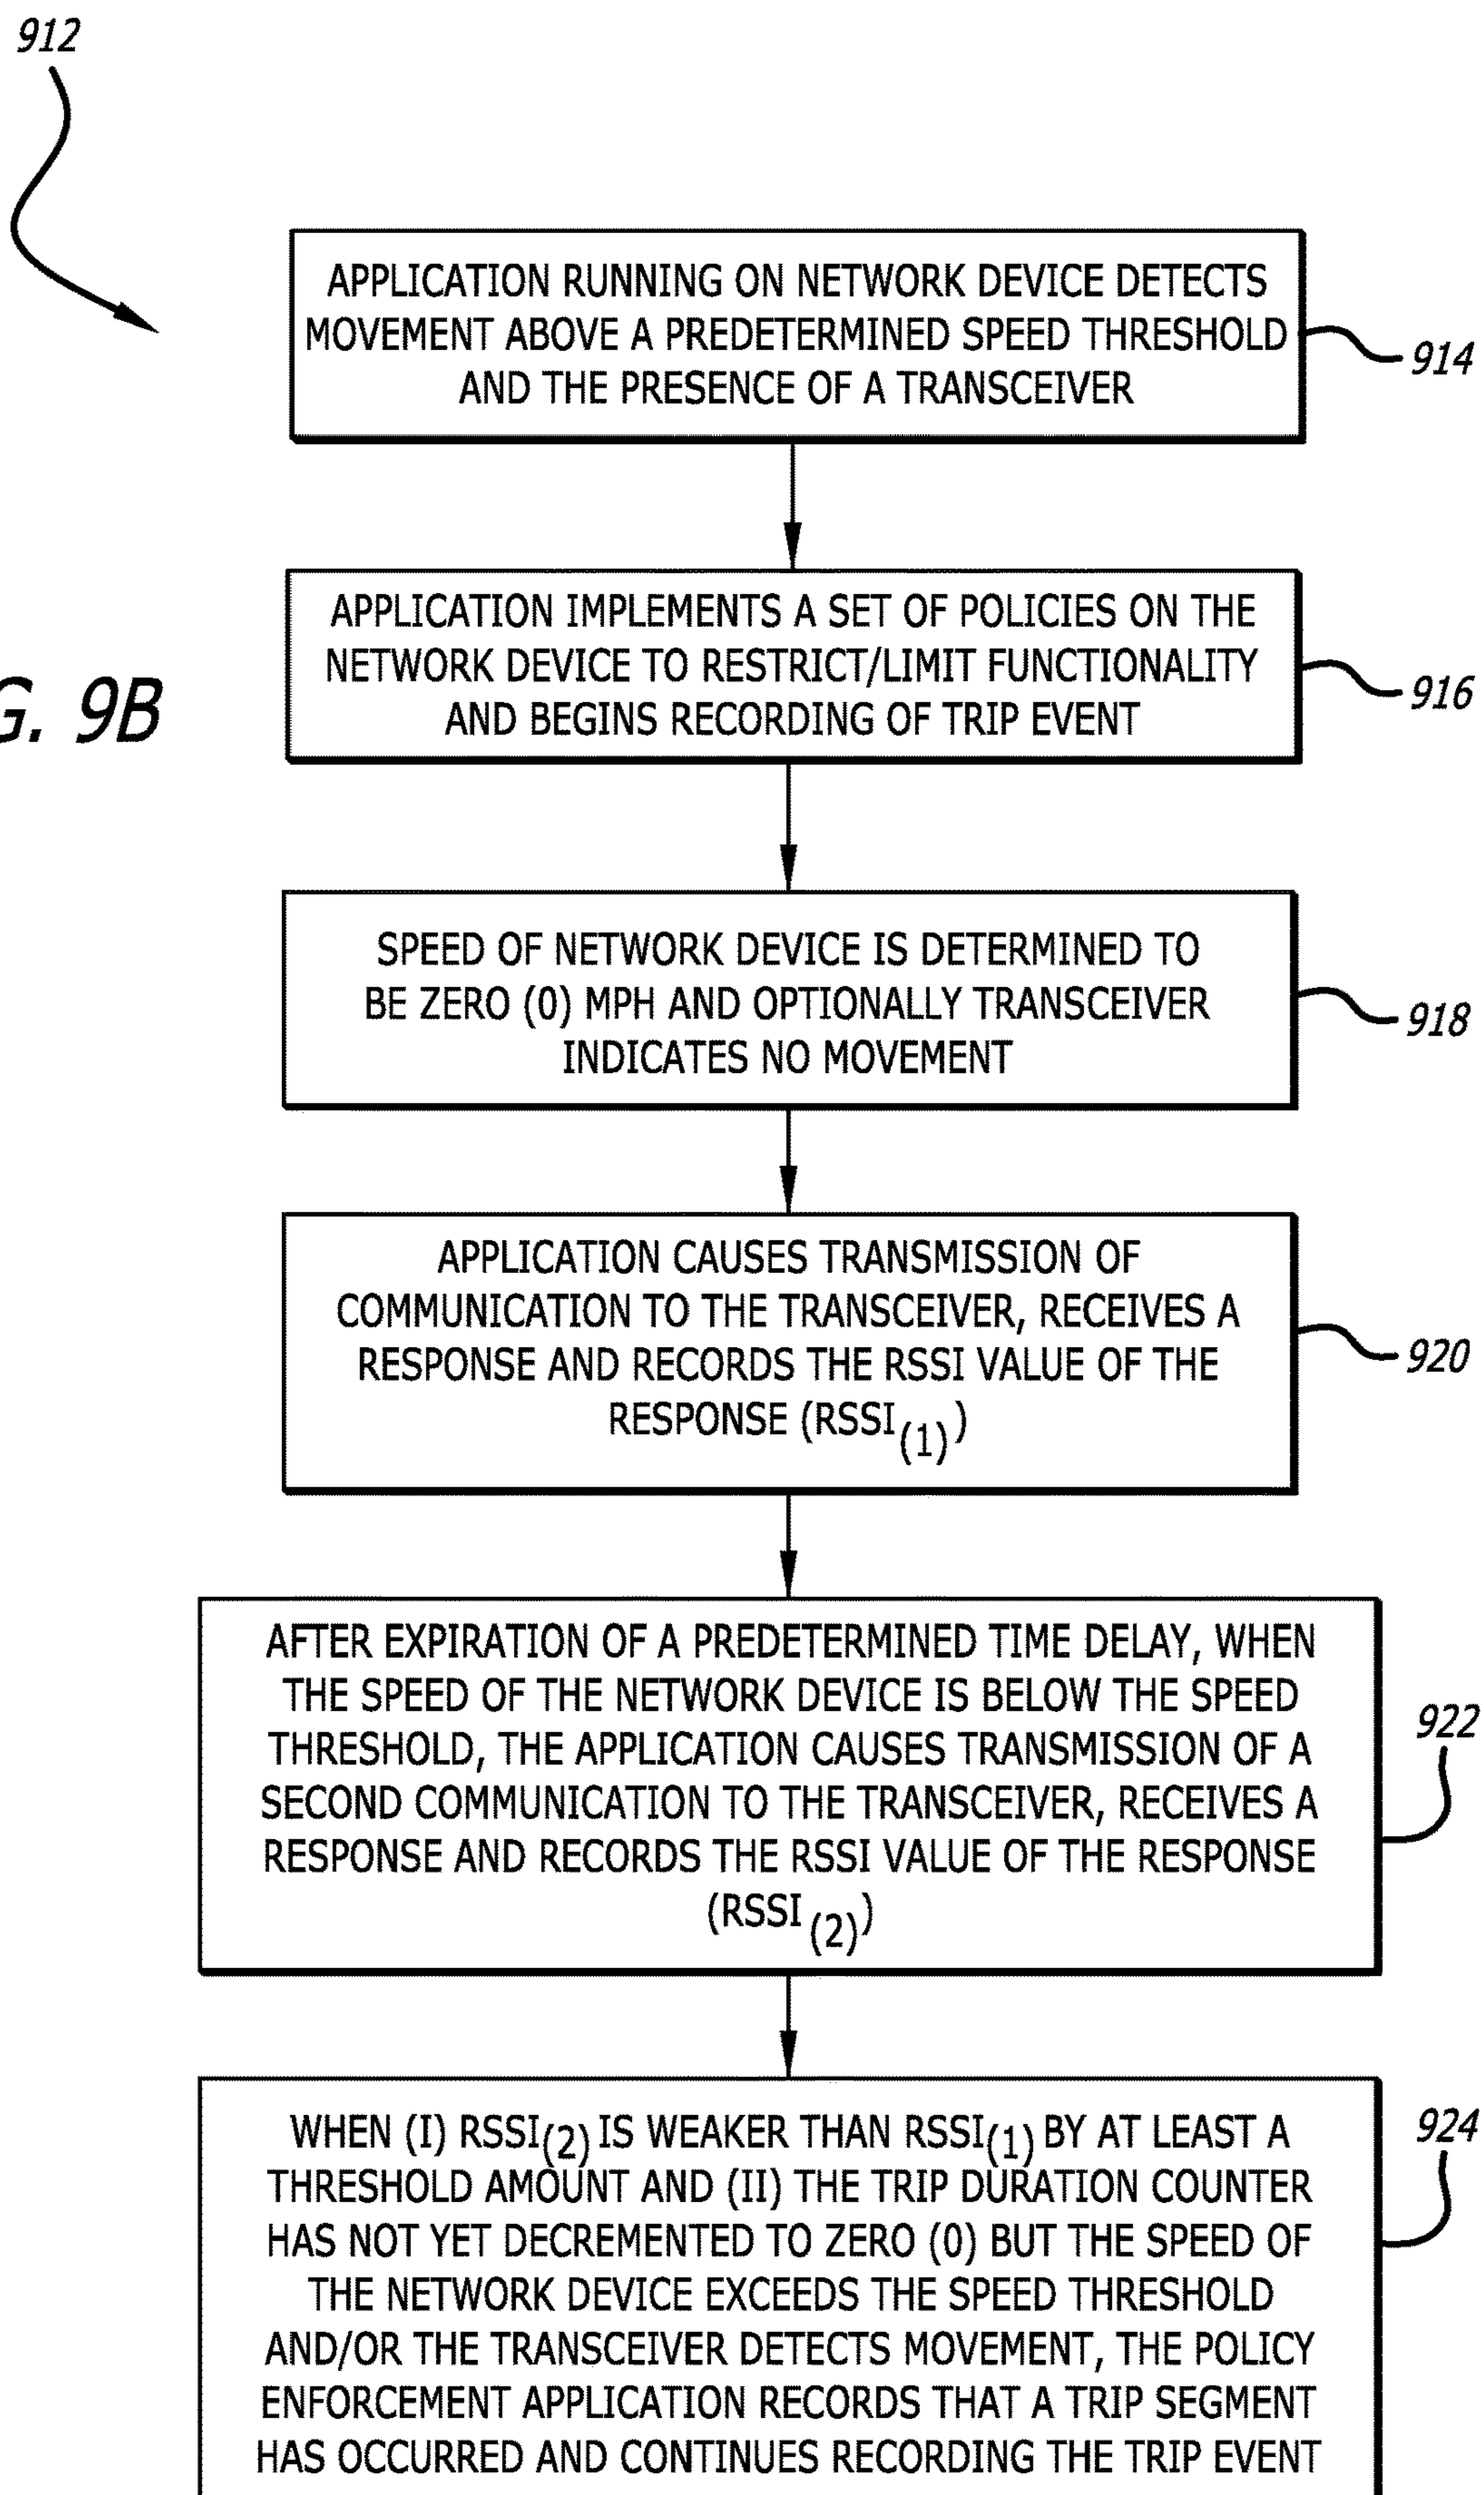 912
APPLICATION RUNNING ON NETWORK DEVICE DETECTS
MOVEMENT ABOVE A PREDETERMINED SPEED THRESHOLD
AND THE PRESENCE OF A TRANSCEIVER
914
APPLICATION IMPLEMENTS A SET OF POLICIES ON THE
NETWORK DEVICE TO RESTRICT/LIMIT FUNCTIONALITY
AND BEGINS RECORDING OF TRIP EVENT
916
G. 9B
SPEED OF NETWORK DEVICE IS DETERMINED TO
BE ZERO (0) MPH AND OPTIONALLY TRANSCEIVER
INDICATES NO MOVEMENT
918
APPLICATION CAUSES TRANSMISSION OF
COMMUNICATION TO THE TRANSCEIVER, RECEIVES A
RESPONSE AND RECORDS THE RSSI VALUE OF THE
RESPONSE (RSSI(1))
920
AFTER EXPIRATION OF A PREDETERMINED TIME DELAY, WHEN
THE SPEED OF THE NETWORK DEVICE IS BELOW THE SPEED
THRESHOLD, THE APPLICATION CAUSES TRANSMISSION OF A
SECOND COMMUNICATION TO THE TRANSCEIVER, RECEIVES A
RESPONSE AND RECORDS THE RSSI VALUE OF THE RESPONSE
(RSSI(2))
922
WHEN (I) RSSI(2) IS WEAKER THAN RSSI(1) BY AT LEAST A
THRESHOLD AMOUNT AND (II) THE TRIP DURATION COUNTER
HAS NOT YET DECREMENTED TO ZERO (0) BUT THE SPEED OF
THE NETWORK DEVICE EXCEEDS THE SPEED THRESHOLD
AND/OR THE TRANSCEIVER DETECTS MOVEMENT, THE POLICY
ENFORCEMENT APPLICATION RECORDS THAT A TRIP SEGMENT
HAS OCCURRED AND CONTINUES RECORDING THE TRIP EVENT
924